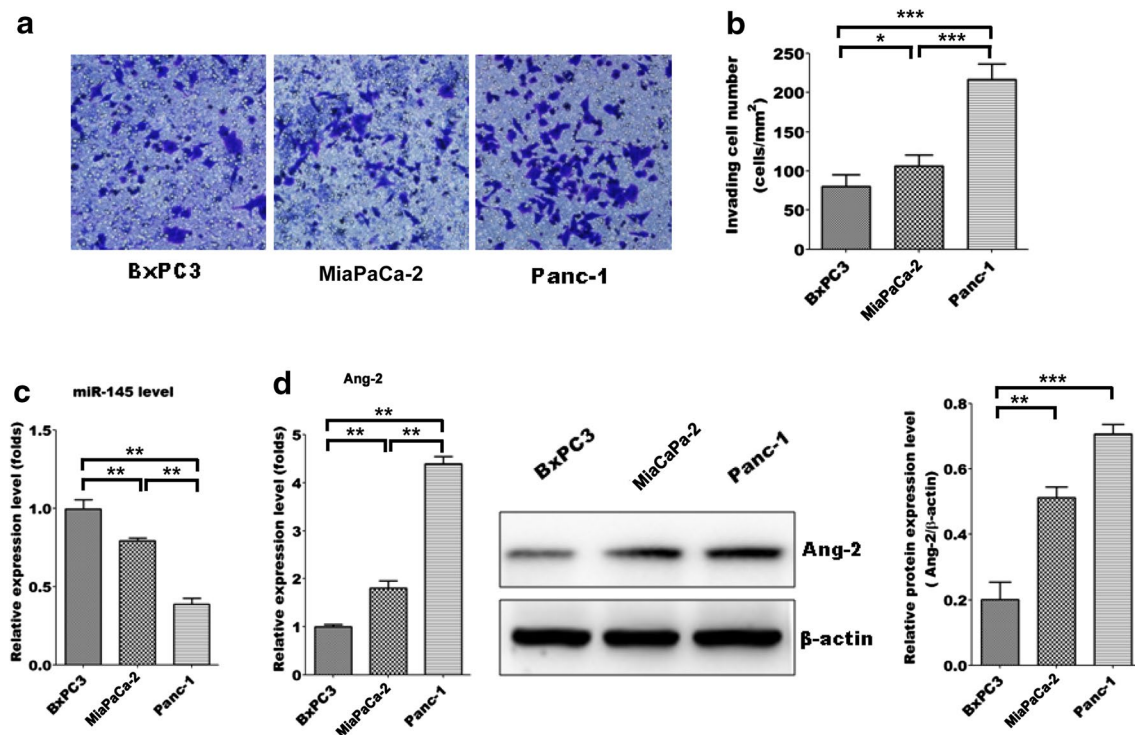 a
BxPC3
MiaPaCa-2
Panc-1
b
***
*
***
Invading cell number
(cells/mm²)
250
200
150
100
50
0
BxPC3
MiaPaCa-2
Panc-1
c
miR-145 level
**
**
**
Relative expression level (folds)
1.5
1.0
0.5
0.0
BxPC3
MiaPaCa-2
Panc-1
d
Ang-2
**
**
**
Relative expression level (folds)
5
4
3
2
1
0
BxPC3
MiaPaCa-2
Panc-1
BxPC3
MiaCaPa-2
Panc-1
Ang-2
β-actin
***
**
Relative protein expression level
( Ang-2/β-actin)
0.8
0.6
0.4
0.2
0.0
BxPC3
MiaPaCa-2
Panc-1